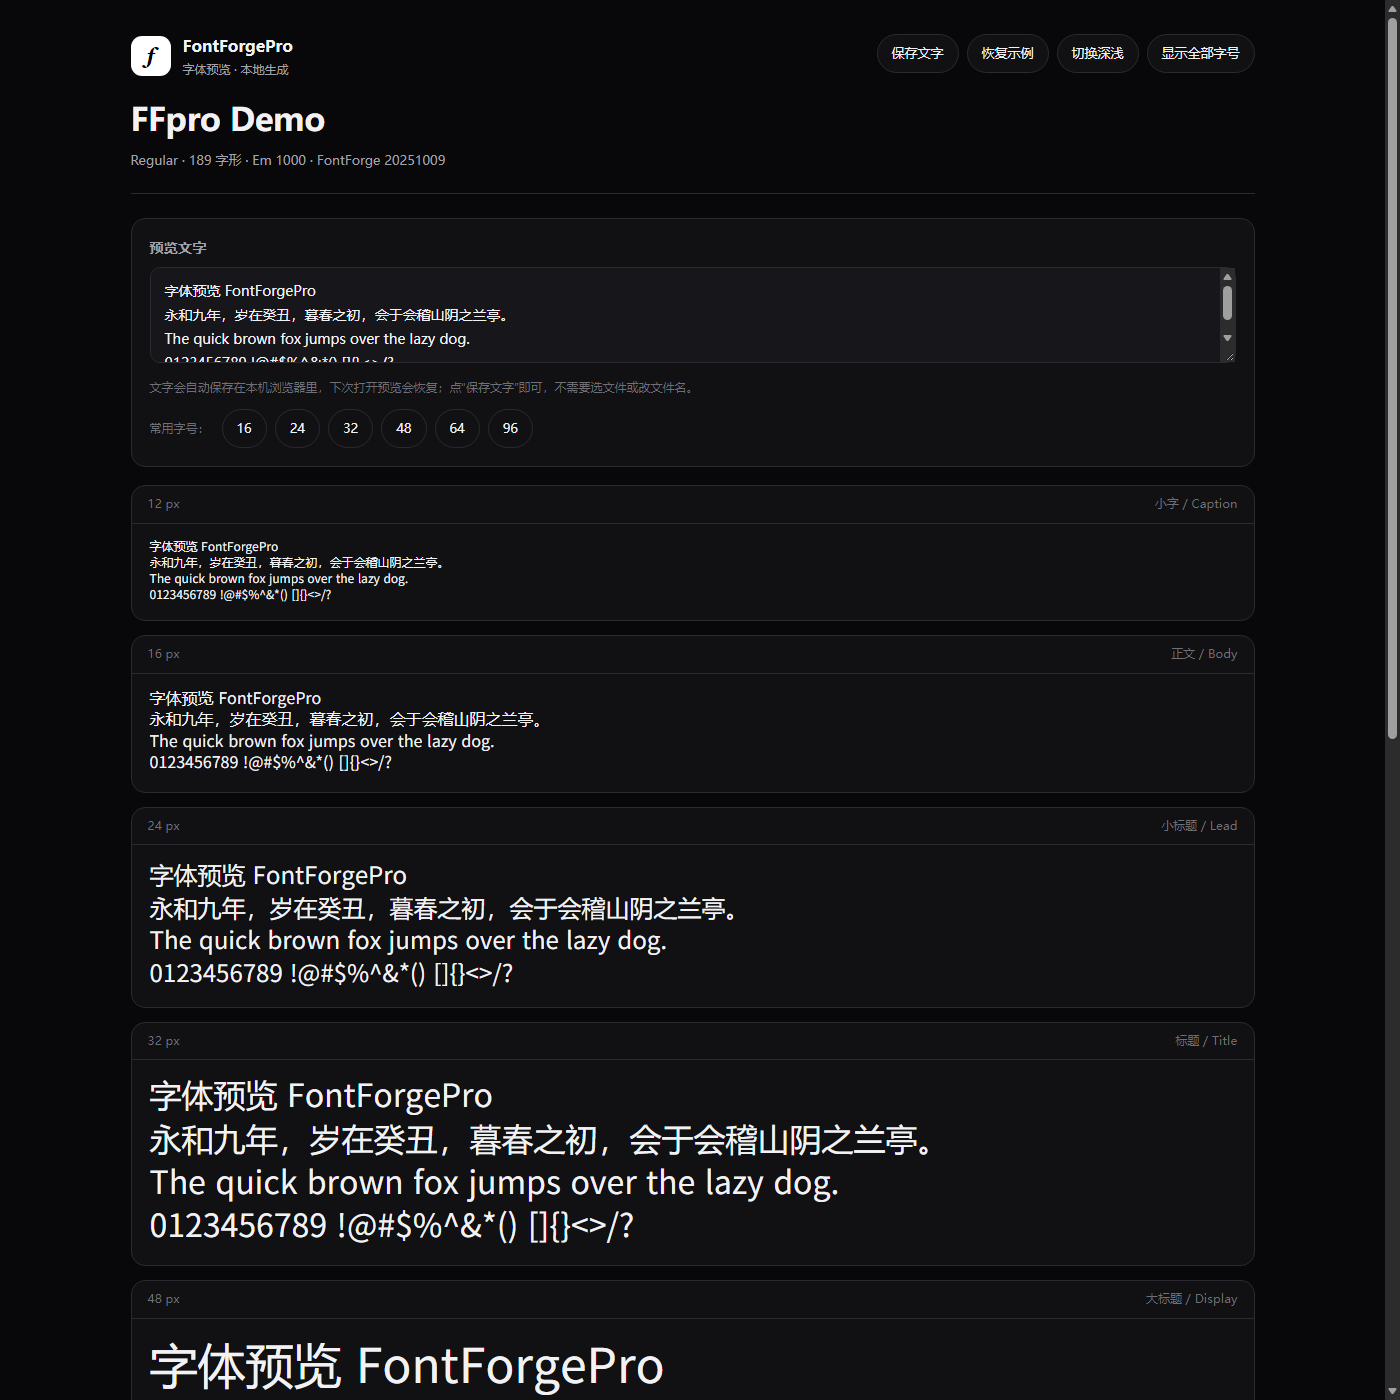 f
FontForgePro
字体预览 · 本地生成
保存文字
恢复示例
切换深浅
显示全部字号
FFpro Demo
Regular · 189 字形 · Em 1000 · FontForge 20251009
预览文字
字体预览 FontForgePro
永和九年，岁在癸丑，暮春之初，会于会稽山阴之兰亭。
The quick brown fox jumps over the lazy dog.
0123456789 !@#$%^&*() []{}<>/?
文字会自动保存在本机浏览器里，下次打开预览会恢复；点"保存文字"即可，不需要选文件或改文件名。
常用字号：
16
24
32
48
64
96
12 px
小字 / Caption
字体预览 FontForgePro
永和九年，岁在癸丑，暮春之初，会于会稽山阴之兰亭。
The quick brown fox jumps over the lazy dog.
0123456789 !@#$%^&*() []{}<>/?
16 px
正文 / Body
字体预览 FontForgePro
永和九年，岁在癸丑，暮春之初，会于会稽山阴之兰亭。
The quick brown fox jumps over the lazy dog.
0123456789 !@#$%^&*() []{}<>/?
24 px
小标题 / Lead
字体预览 FontForgePro
永和九年，岁在癸丑，暮春之初，会于会稽山阴之兰亭。
The quick brown fox jumps over the lazy dog.
0123456789 !@#$%^&*() []{}<>/?
32 px
标题 / Title
字体预览 FontForgePro
永和九年，岁在癸丑，暮春之初，会于会稽山阴之兰亭。
The quick brown fox jumps over the lazy dog.
0123456789 !@#$%^&*() []{}<>/?
48 px
大标题 / Display
字体预览 FontForgePro